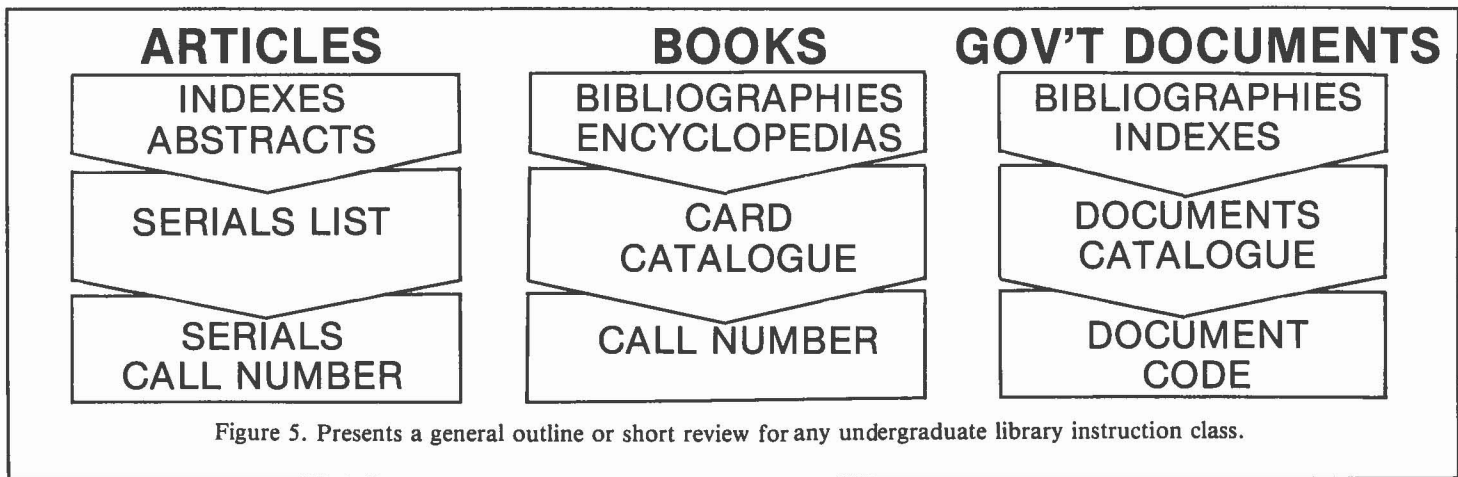 ARTICLES
INDEXES
ABSTRACTS
SERIALS LIST
SERIALS
CALL NUMBER
BOOKS
BIBLIOGRAPHIES
ENCYCLOPEDIAS
CARD
CATALOGUE
CALL NUMBER
GOV'T DOCUMENTS
BIBLIOGRAPHIES
INDEXES
DOCUMENTS
CATALOGUE
DOCUMENT
CODE
Figure 5. Presents a general outline or short review for any undergraduate library instruction class.